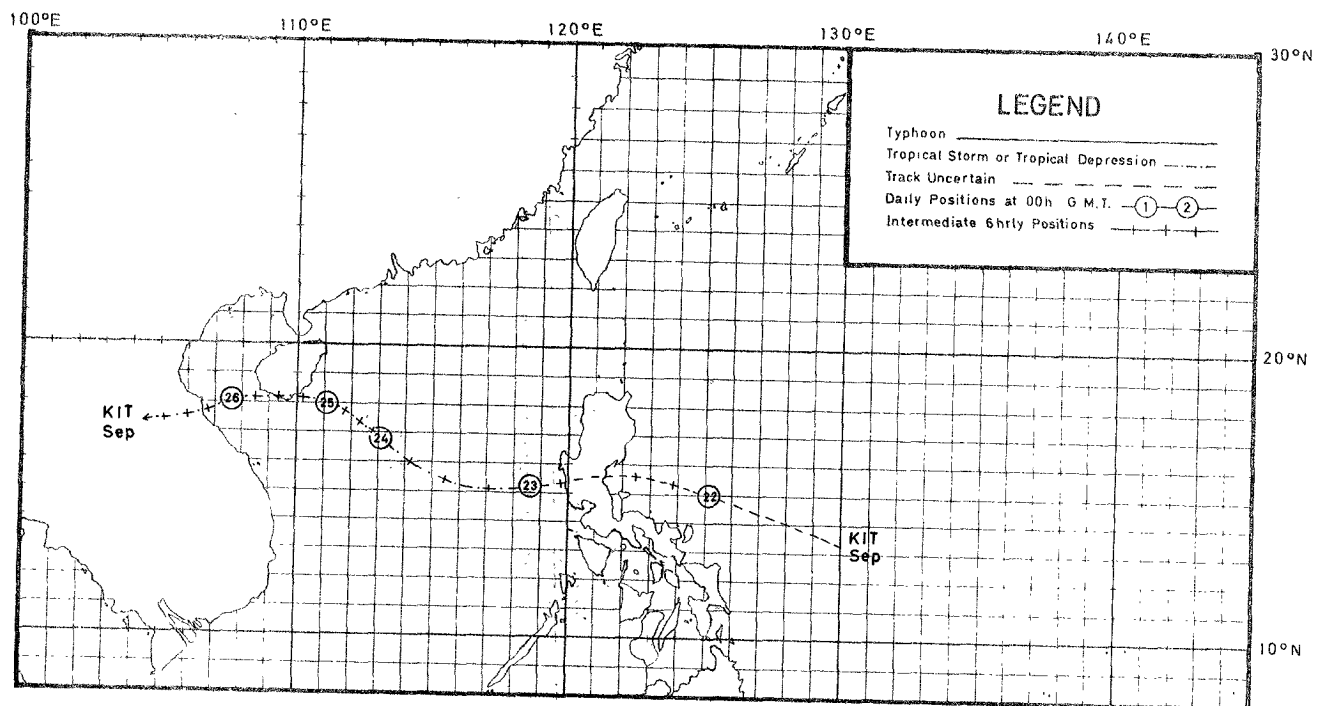 100°E 110°E 120°E 130°E 140°E
30°N
LEGEND
Typhoon
Tropical Storm or Tropical Depression
Track Uncertain
Daily Positions at 00h G M.T. 1 2
Intermediate 6hrly Positions
20°N
26 25
KIT
Sep
24
23 22
KIT
Sep
10°N